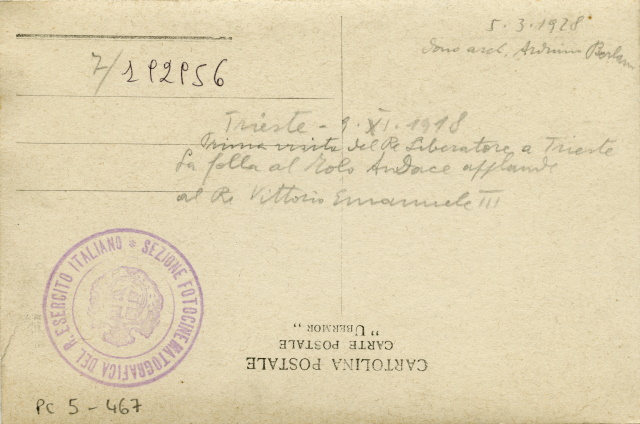 5.3.1928
dono arch. Arduino Berlam
7/192956
Trieste - 9. XI. 1918
Prima visita del Re Liberatore a Trieste
La folla al Molo Audace applaude
al Re Vittorio Emanuele III
SEZIONE FOTOCINEMATOGRAFICA DEL R. ESERCITO ITALIANO *
CARTOLINA POSTALE
CARTE POSTALE
„UBERMOR"
PC 5 - 467